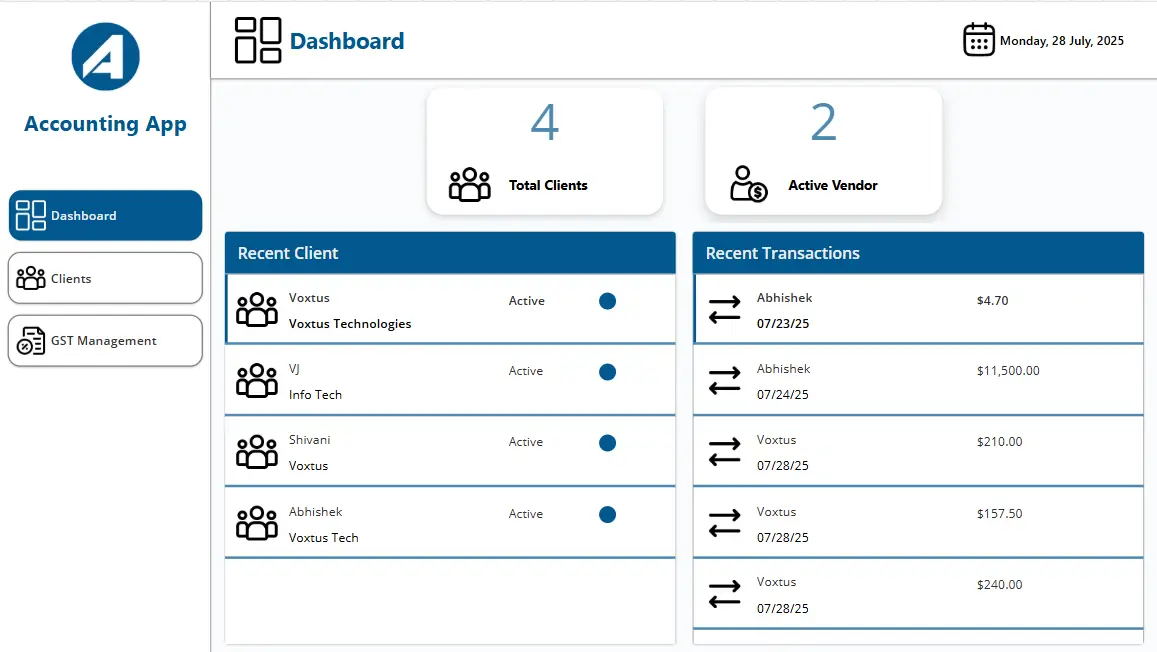 Accounting App
Dashboard
Clients
GST Management
Dashboard
Monday, 28 July, 2025
4
Total Clients
2
Active Vendor
Recent Client
Voxtus Active
Voxtus Technologies
VJ Active
Info Tech
Shivani Active
Voxtus
Abhishek Active
Voxtus Tech
Recent Transactions
Abhishek $4.70
07/23/25
Abhishek $11,500.00
07/24/25
Voxtus $210.00
07/28/25
Voxtus $157.50
07/28/25
Voxtus $240.00
07/28/25